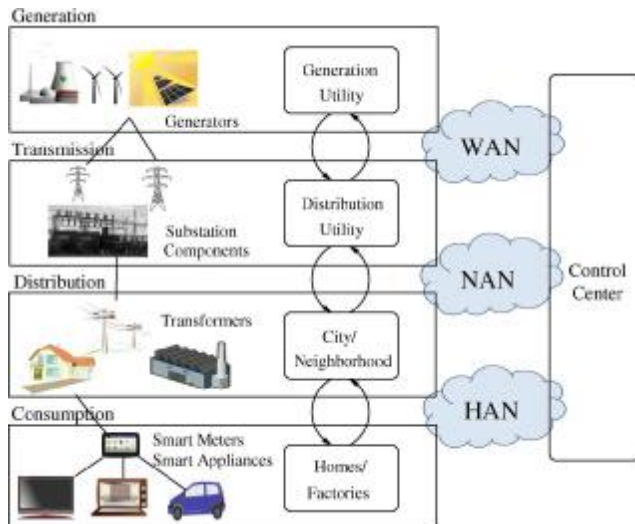 Generation
Generators
Generation
Utility
Transmission
Substation
Components
Distribution
Utility
Distribution
Transformers
City/
Neighborhood
Consumption
Smart Meters
Smart Appliances
Homes/
Factories
WAN
NAN
HAN
Control
Center